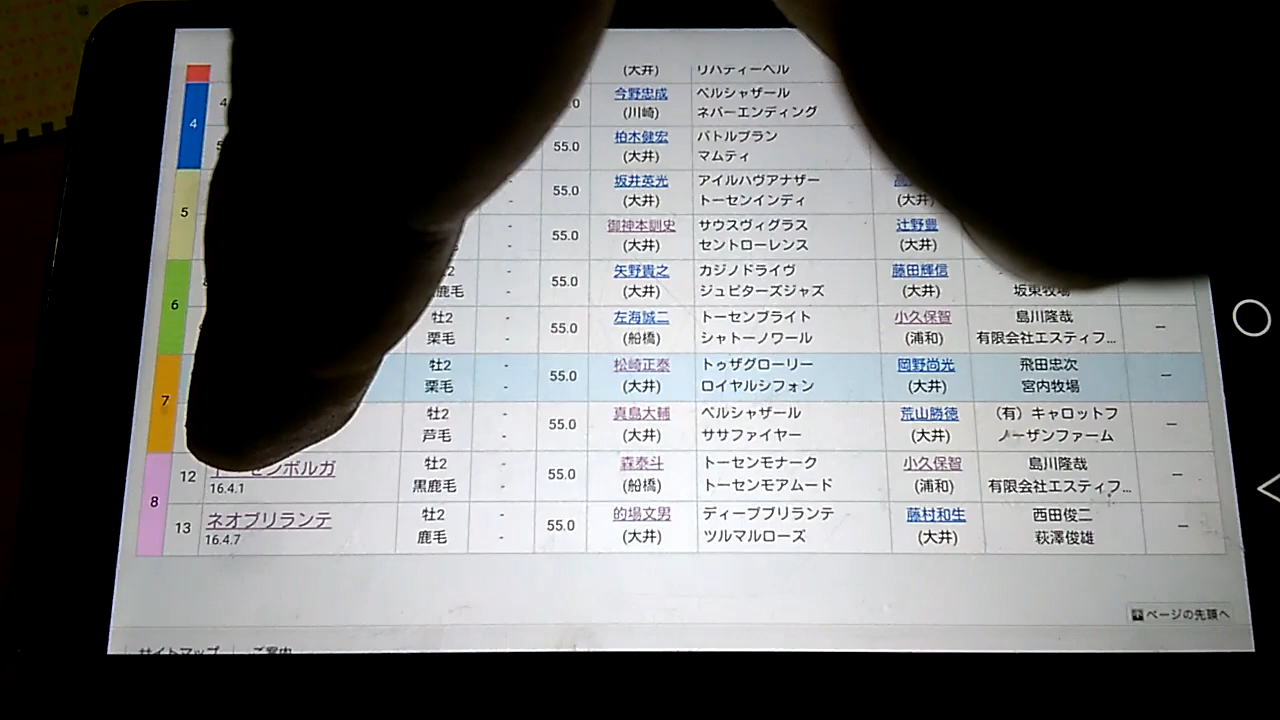 (大井) リハティーベル
4 4 .0 今野忠成 ベルシャザール
(川崎) ネバーエンディング
55.0 柏木健宏 バトルプラン
(大井) マムティ
5 - 55.0 坂井英光 アイルハヴアナザー
(大井) トーセンインディ (大井)
- 55.0 御神本訓史 サウスヴィグラス 辻野豊
(大井) セントローレンス (大井)
6 2 - 55.0 矢野貴之 カジノドライヴ 藤田輝信
鹿毛 - (大井) ジュピターズジャズ (大井) 坂東牧場
牡2 - 55.0 左海誠二 トーセンブライト 小久保智 島川隆哉 --
栗毛 - (船橋) シャトーノワール (浦和) 有限会社エスティフ...
7 牡2 - 55.0 松崎正泰 トゥザグローリー 岡野尚光 飛田忠次 --
栗毛 - (大井) ロイヤルシフォン (大井) 宮内牧場
牡2 - 55.0 真島大輔 ベルシャザール 荒山勝徳 (有)キャロットフ --
芦毛 - (大井) ササファイヤー (大井) ノーザンファーム
8 12 センボルガ 牡2 - 55.0 森泰斗 トーセンモナーク 小久保智 島川隆哉 --
16.4.1 黒鹿毛 - (船橋) トーセンモアムード (浦和) 有限会社エスティフ...
13 ネオブリランテ 牡2 - 55.0 的場文男 ディープブリランテ 藤村和生 西田俊二 --
16.4.7 鹿毛 - (大井) ツルマルローズ (大井) 萩澤俊雄
ページの先頭へ
サイトマップ ご案内